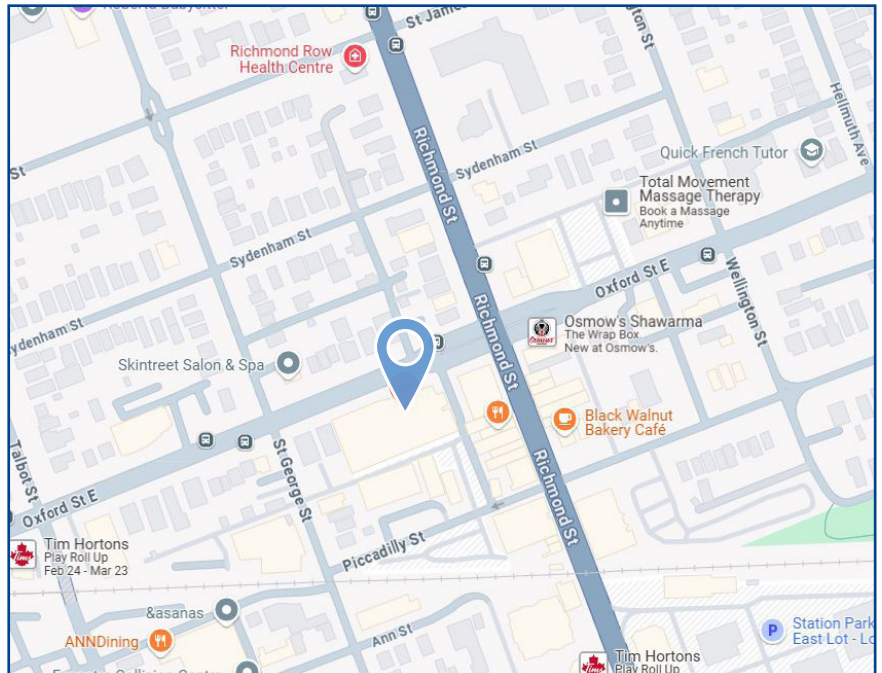 Roberta Babysitter
St James
Wellington St
Richmond Row
Health Centre
Richmond St
Hellmuth Ave
Sydenham St
Quick French Tutor
St
Total Movement
Massage Therapy
Book a Massage
Anytime
Sydenham St
Oxford St E
Wellington St
Richmond St
Osmow's Shawarma
The Wrap Box
New at Osmow's.
ydenham St
Skintreet Salon & Spa
Black Walnut
Bakery Café
Talbot St
St George St
Richmond St
Oxford St E
Piccadilly St
Tim Hortons
Play Roll Up
Feb 24 - Mar 23
&asanas
ANNDining
Ann St
Station Park
East Lot - Lo
Tim Hortons
Play Roll Up